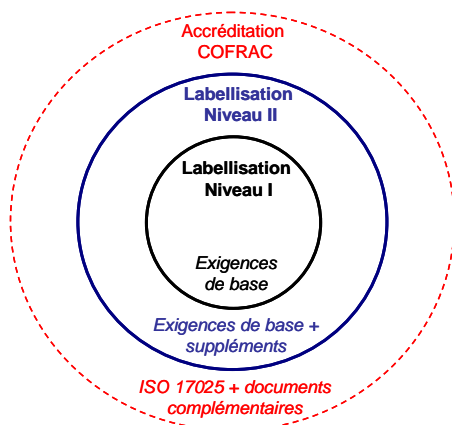 Accréditation
COFRAC
Labellisation
Niveau II
Labellisation
Niveau I
Exigences
de base
Exigences de base +
suppléments
ISO 17025 + documents
complémentaires